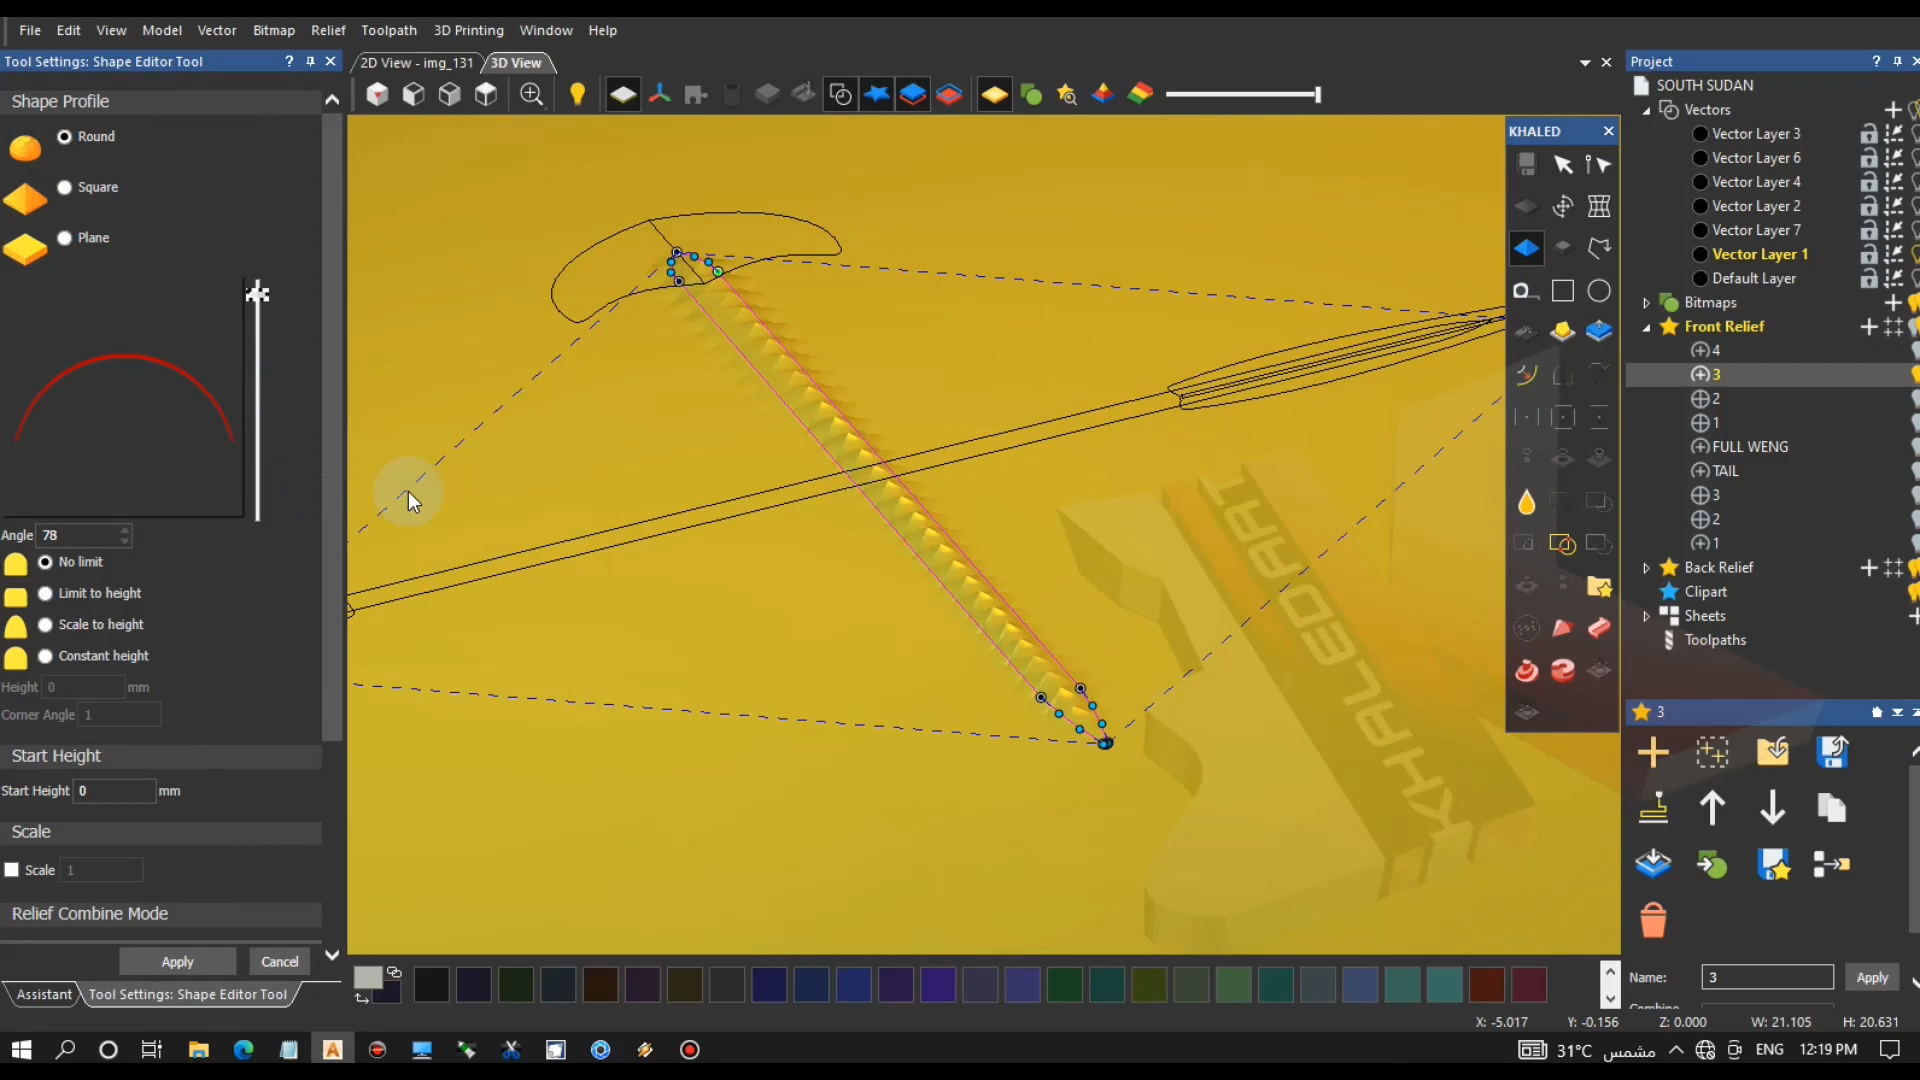 File Edit View Model Vector Bitmap Relief Toolpath 3D Printing Window Help
Tool Settings: Shape Editor Tool ?
2D View - img_131 3D View
Project ?
Shape Profile
Round
Square
Plane
Angle 78
No limit
Limit to height
Scale to height
Constant height
Height 0 mm
Corner Angle 1
Start Height
Start Height 0 mm
Scale
Scale 1
Relief Combine Mode
Apply Cancel
Assistant Tool Settings: Shape Editor Tool
KHALED
KHALEDART
SOUTH SUDAN
Vectors
Vector Layer 3
Vector Layer 6
Vector Layer 4
Vector Layer 2
Vector Layer 7
Vector Layer 1
Default Layer
Bitmaps
Front Relief
4
3
2
1
FULL WENG
TAIL
3
2
1
Back Relief
Clipart
Sheets
Toolpaths
3
Name: 3 Apply
X: -5.017 Y: -0.156 Z: 0.000 W: 21.105 H: 20.631
31°C مشمس ENG 12:19 PM